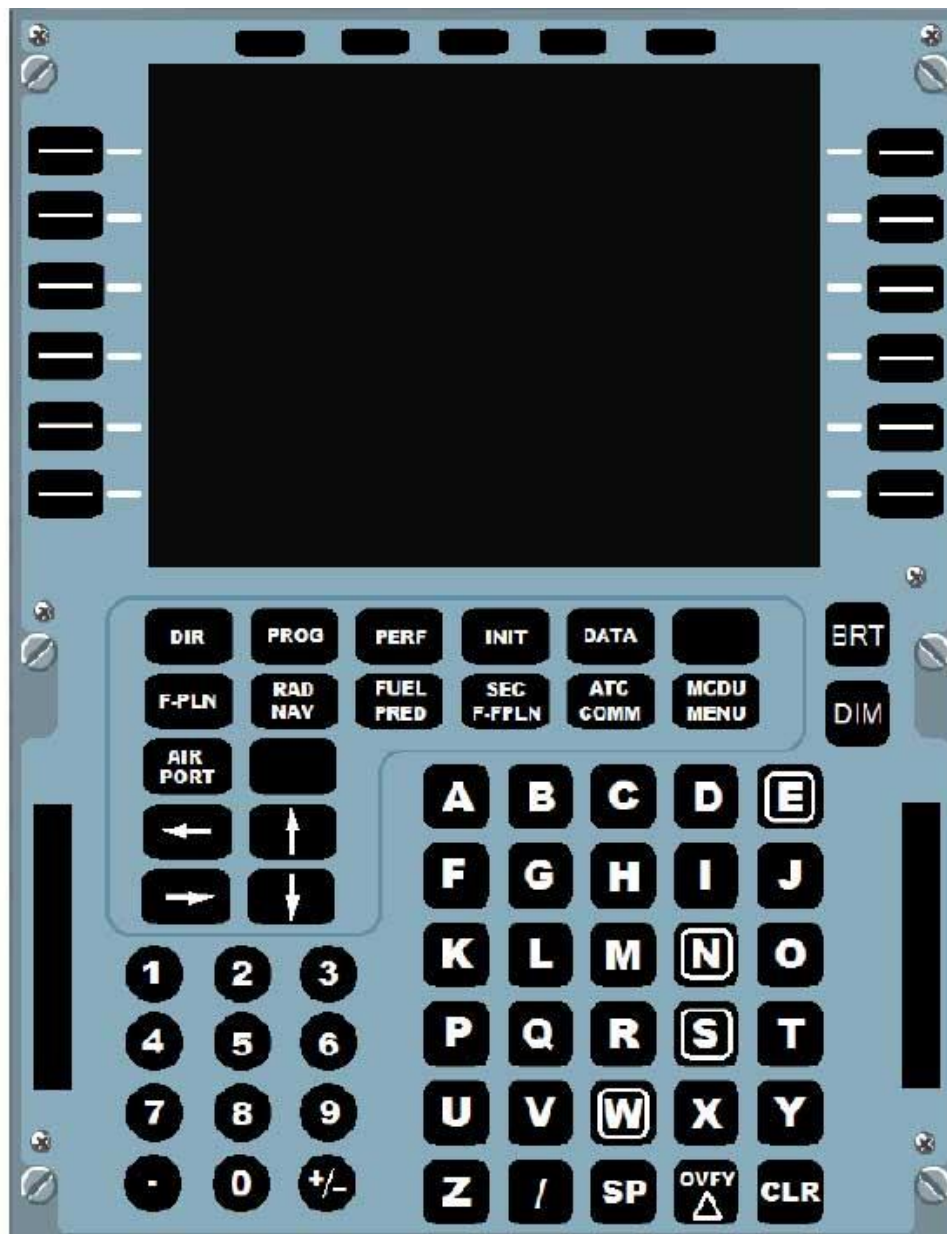 DIR PROG PERF INIT DATA BRT
F-PLN RAD NAV FUEL PRED SEC F-FPLN ATC COMM MCDU MENU DIM
AIR PORT
A B C D E
F G H I J
K L M N O
1 2 3
P Q R S T
4 5 6
U V W X Y
7 8 9
Z / SP OVFY CLR
. 0 +/-